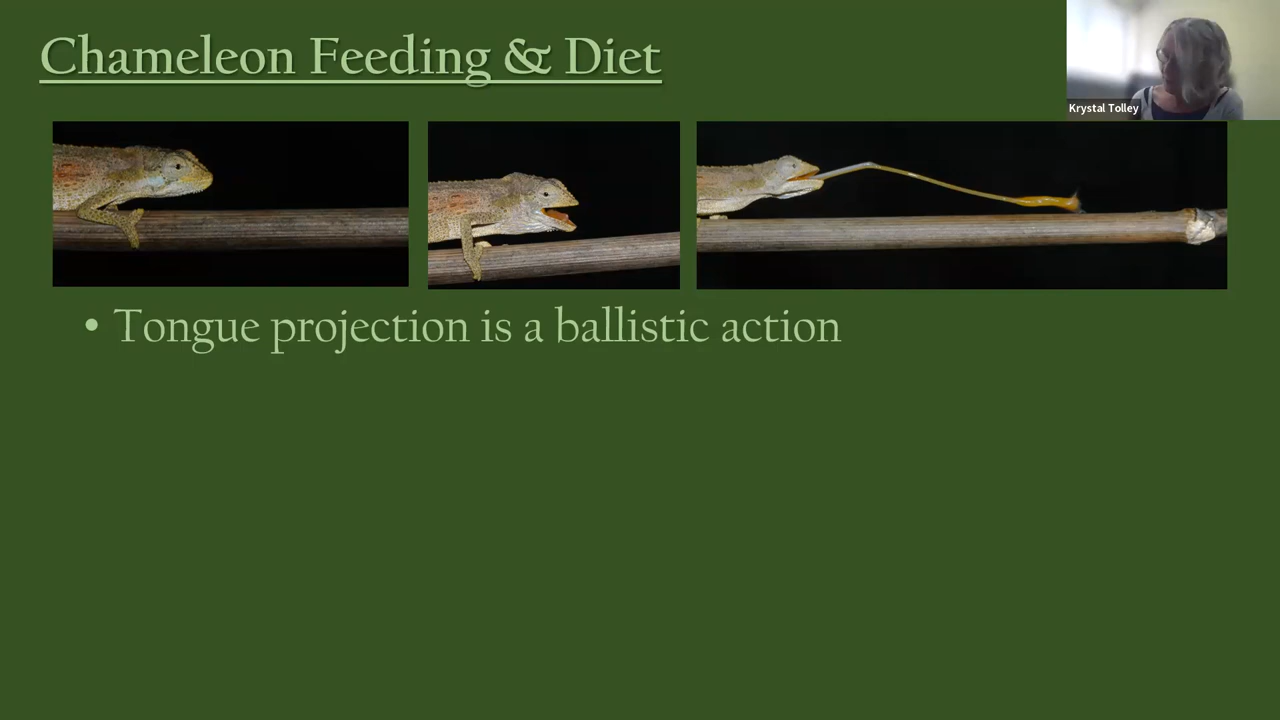 Chameleon Feeding & Diet
Krystal Tolley
• Tongue projection is a ballistic action